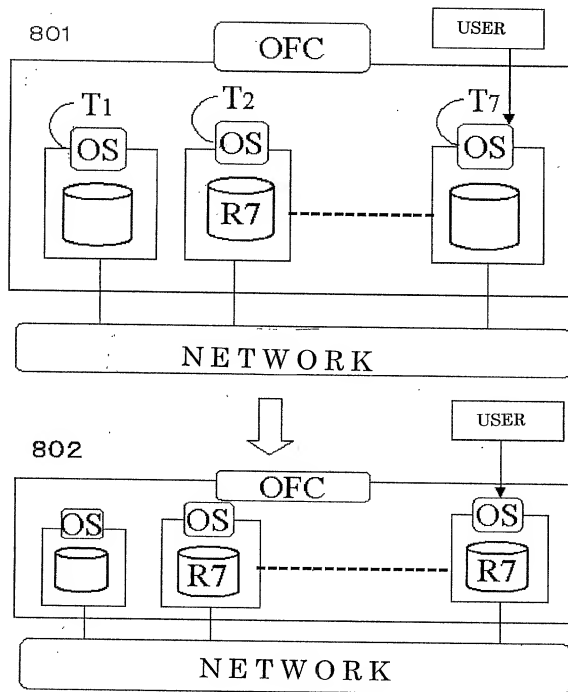 801
OFC
USER
T1
T2
T7
OS
OS
OS
R7
NETWORK
802
USER
OFC
OS
OS
OS
R7
R7
NETWORK